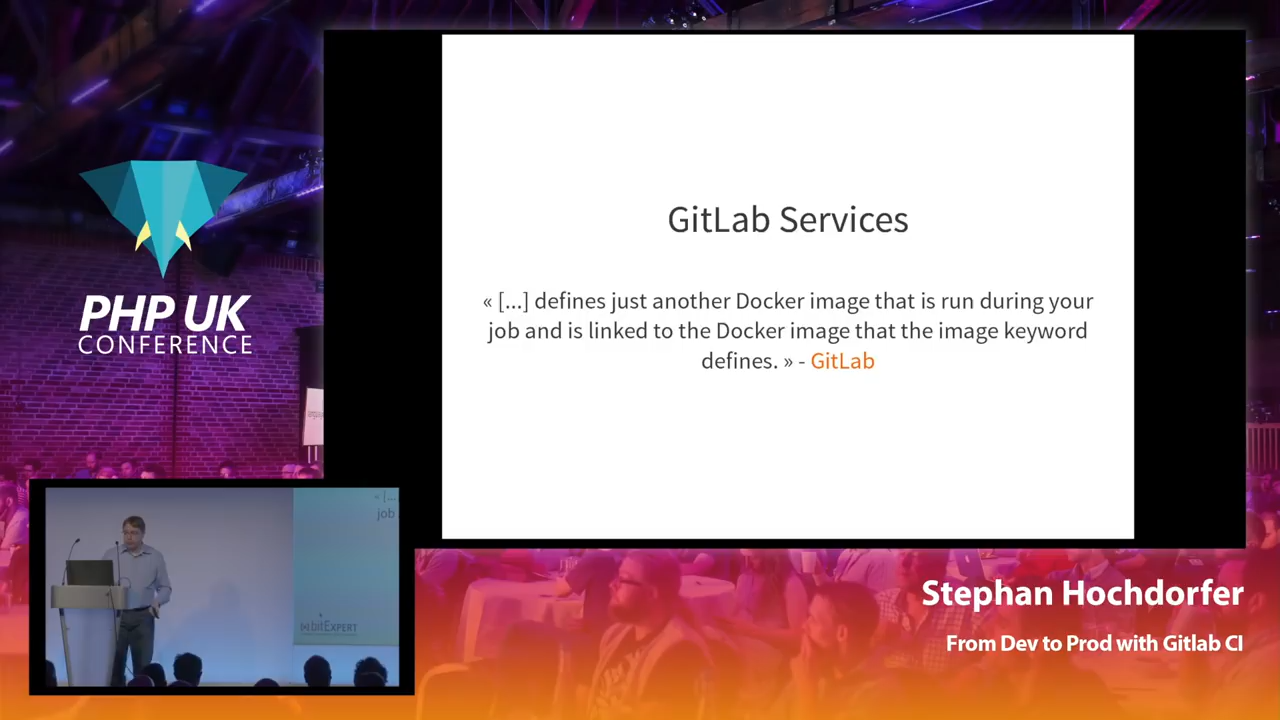 GitLab Services
« [...] defines just another Docker image that is run during your
job and is linked to the Docker image that the image keyword
defines. » - GitLab
PHP UK
CONFERENCE
« [...
job
bitExpert
Stephan Hochdorfer
From Dev to Prod with Gitlab CI